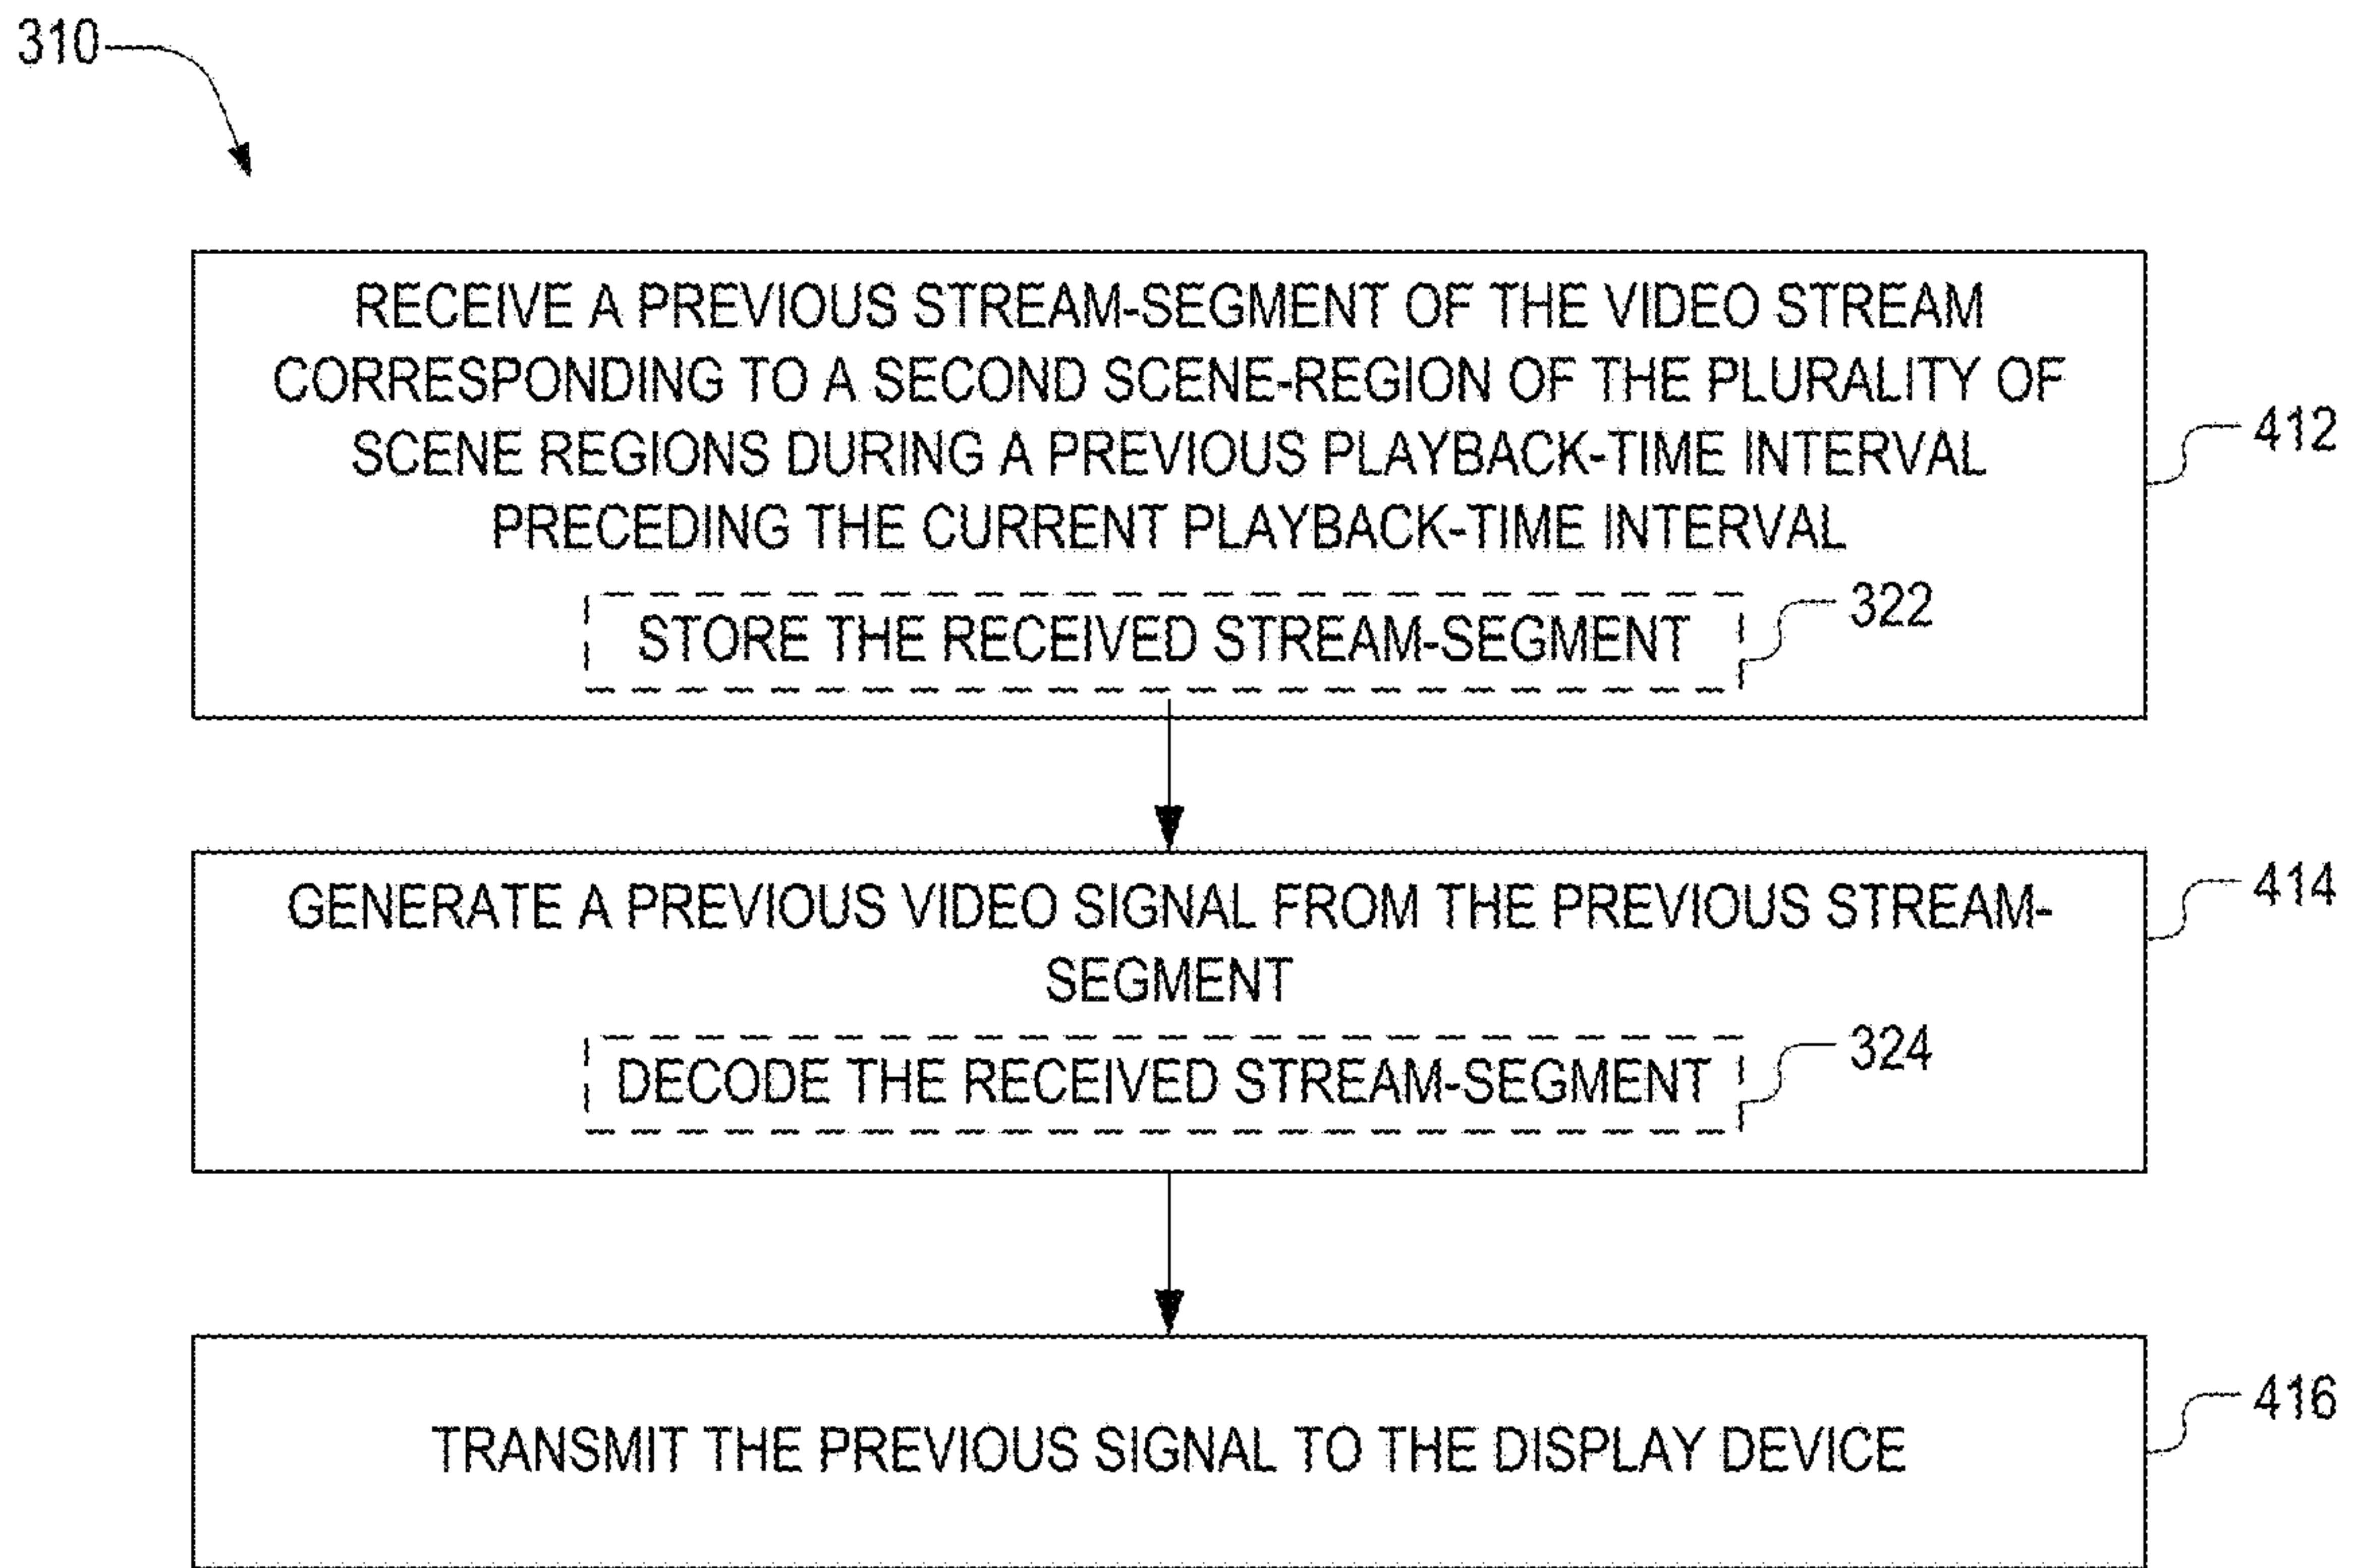 310
RECEIVE A PREVIOUS STREAM-SEGMENT OF THE VIDEO STREAM
CORRESPONDING TO A SECOND SCENE-REGION OF THE PLURALITY OF
SCENE REGIONS DURING A PREVIOUS PLAYBACK-TIME INTERVAL
PRECEDING THE CURRENT PLAYBACK-TIME INTERVAL
412
STORE THE RECEIVED STREAM-SEGMENT
322
GENERATE A PREVIOUS VIDEO SIGNAL FROM THE PREVIOUS STREAM-
SEGMENT
414
DECODE THE RECEIVED STREAM-SEGMENT
324
TRANSMIT THE PREVIOUS SIGNAL TO THE DISPLAY DEVICE
416